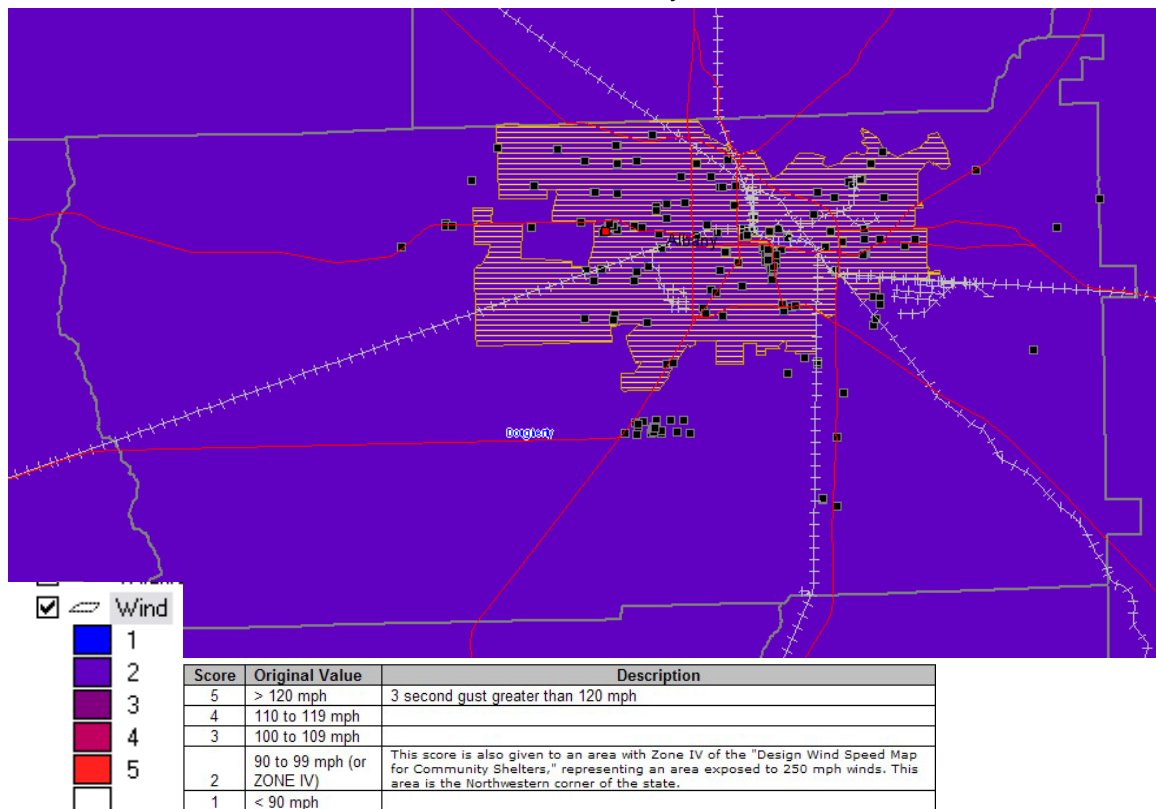 Albany
Wind
1
2
3
4
5
Score Original Value Description
5 > 120 mph 3 second gust greater than 120 mph
4 110 to 119 mph
3 100 to 109 mph
2 90 to 99 mph (or ZONE IV) This score is also given to an area with Zone IV of the "Design Wind Speed Map
for Community Shelters," representing an area exposed to 250 mph winds. This
area is the Northwestern corner of the state.
1 < 90 mph